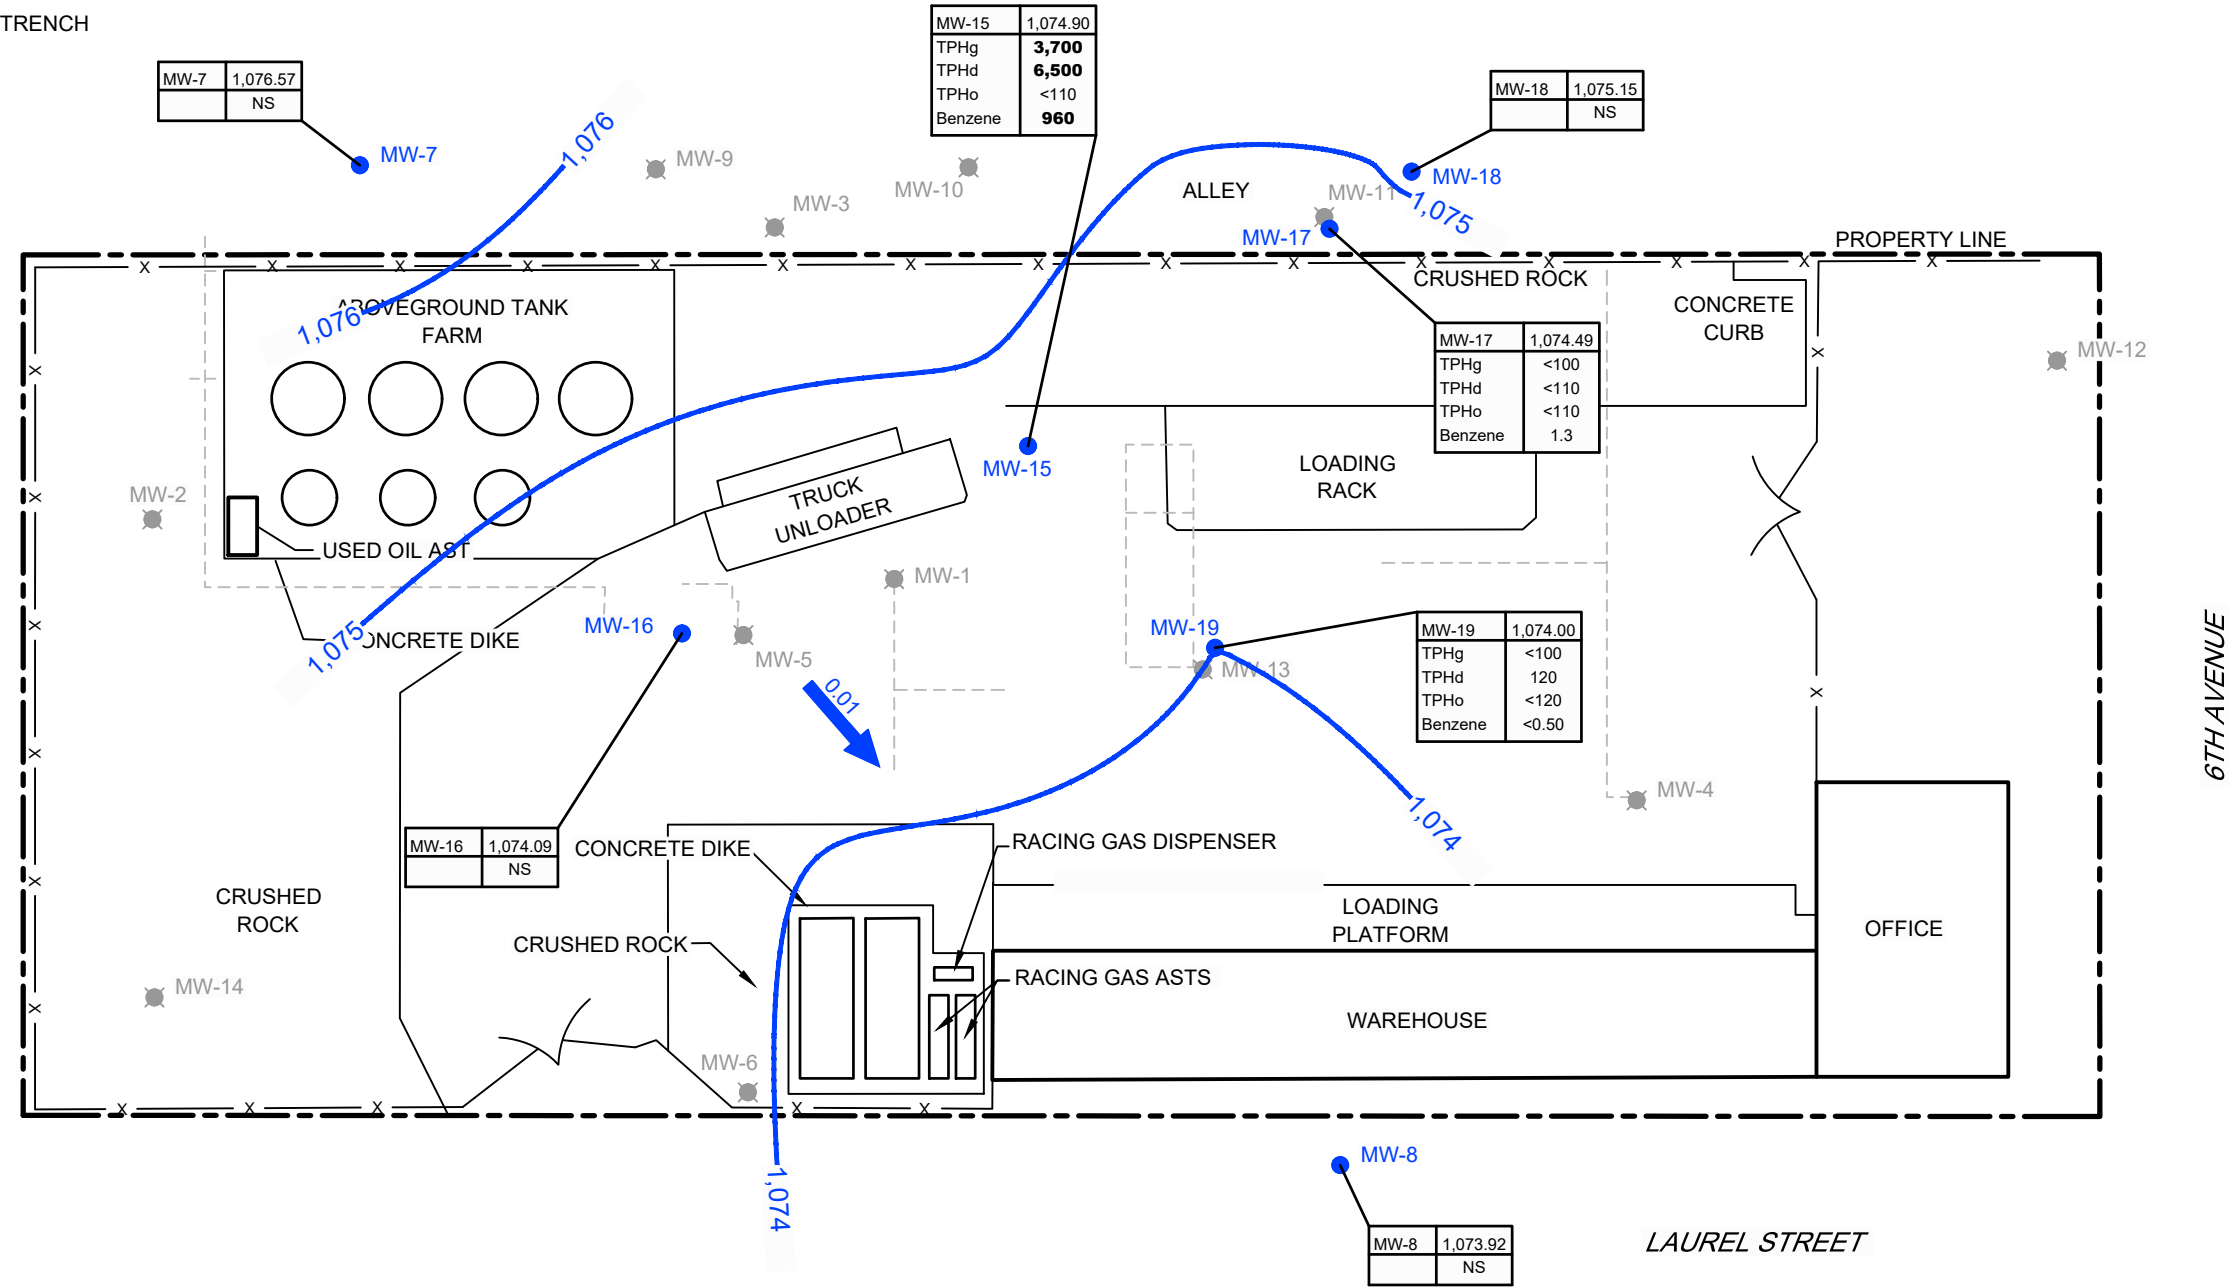 TRENCH
MW-7 1,076.57
NS
MW-7
1,076
MW-9
MW-3
MW-10
MW-15 1,074.90
TPHg 3,700
TPHd 6,500
TPHo <110
Benzene 960
ALLEY
MW-11
MW-17
MW-18 1,075.15
NS
MW-18
1,075
PROPERTY LINE
CRUSHED ROCK
CONCRETE
CURB
MW-12
1,076
ABOVEGROUND TANK
FARM
MW-17 1,074.49
TPHg <100
TPHd <110
TPHo <110
Benzene 1.3
MW-15
LOADING
RACK
TRUCK
UNLOADER
MW-2
USED OIL AST
MW-1
MW-16
MW-5
1,075
CONCRETE DIKE
0.01
MW-19
MW-13
MW-19 1,074.00
TPHg <100
TPHd 120
TPHo <120
Benzene <0.50
6TH AVENUE
MW-4
1,074
MW-16 1,074.09
NS
CONCRETE DIKE
RACING GAS DISPENSER
CRUSHED
ROCK
CRUSHED ROCK
LOADING
PLATFORM
OFFICE
RACING GAS ASTS
WAREHOUSE
MW-14
MW-6
1,074
MW-8
MW-8 1,073.92
NS
LAUREL STREET
X X X X X X X X X X X X X X X
X X X X X X
X X X
X X X X X